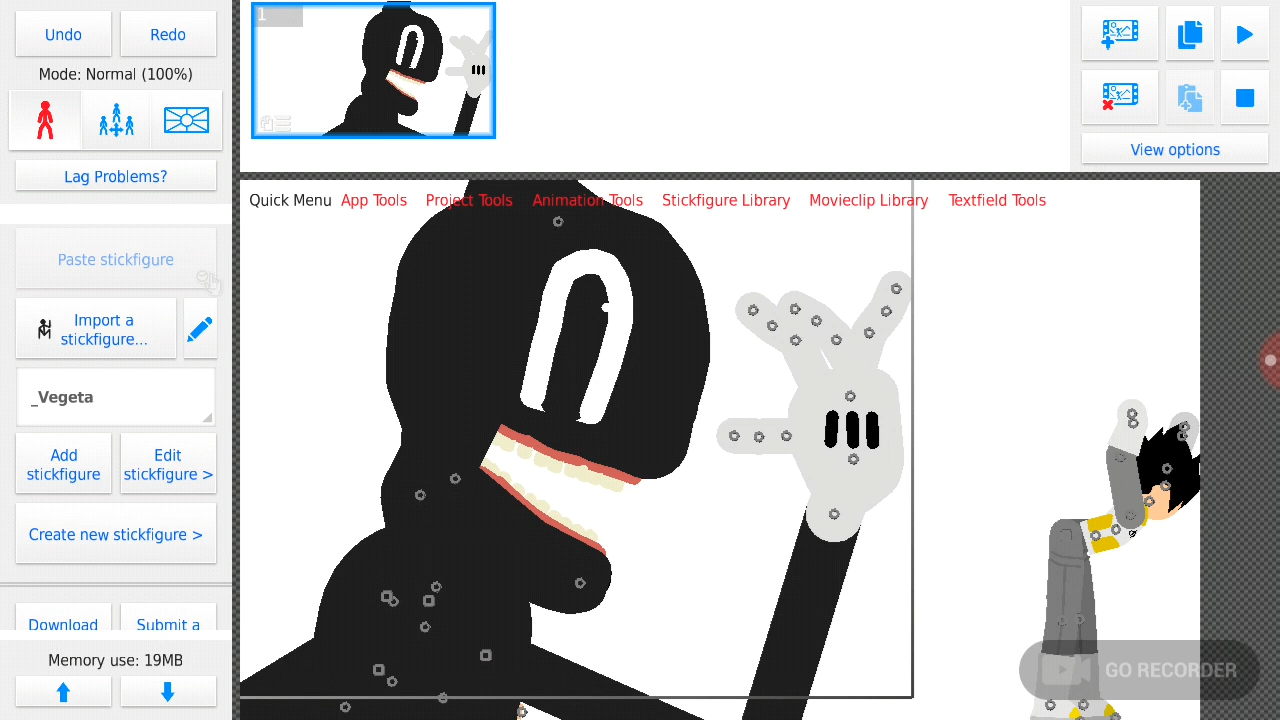 Undo
Redo
Mode: Normal (100%)
Lag Problems?
Paste stickfigure
Import a
stickfigure...
_Vegeta
Add
stickfigure
Edit
stickfigure >
Create new stickfigure >
Download
Submit a
Memory use: 19MB
1
View options
Quick Menu App Tools Project Tools Animation Tools Stickfigure Library Movieclip Library Textfield Tools
GO RECORDER